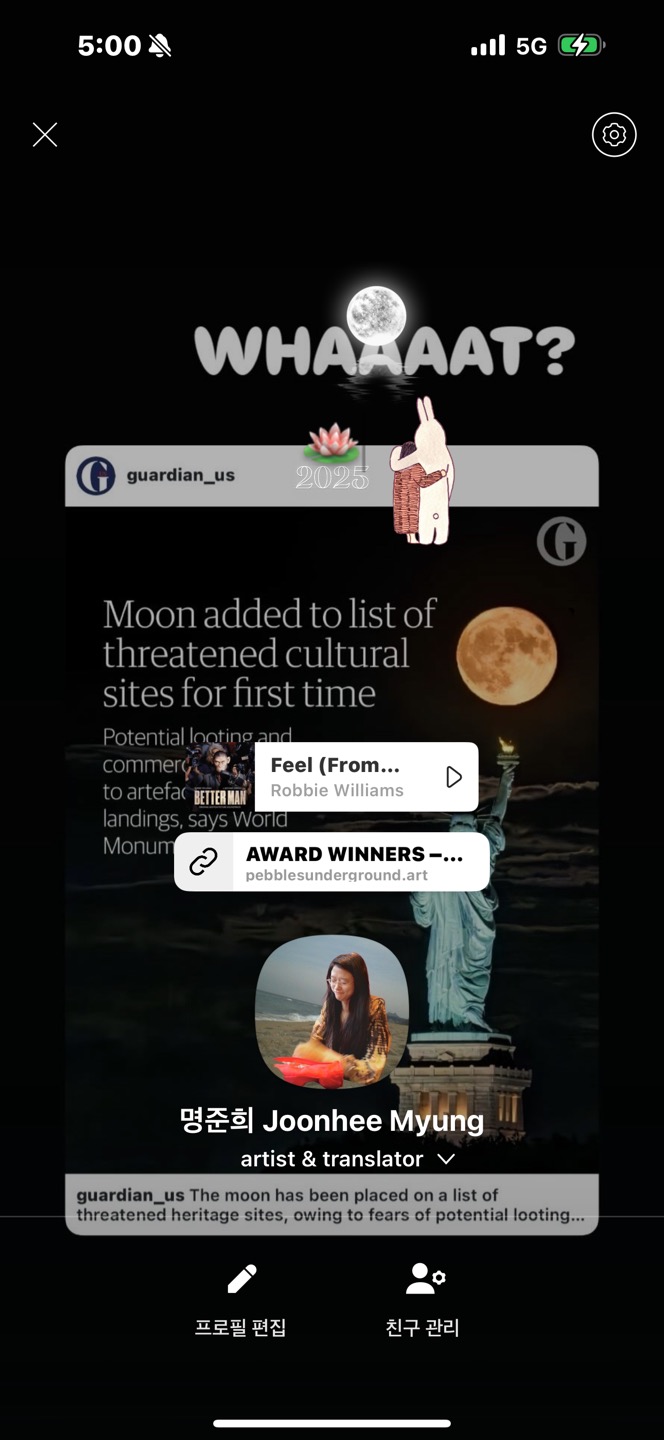 5:00
5G
WHAAAAT?
guardian_us
2025
G
Moon added to list of
threatened cultural
sites for first time
Potential looting and
commerc
to artefac
landings, says World
Monum
BETTER MAN
Feel (From...
Robbie Williams
AWARD WINNERS –...
pebblesunderground.art
명준희 Joonhee Myung
artist & translator
guardian_us The moon has been placed on a list of
threatened heritage sites, owing to fears of potential looting...
프로필 편집
친구 관리